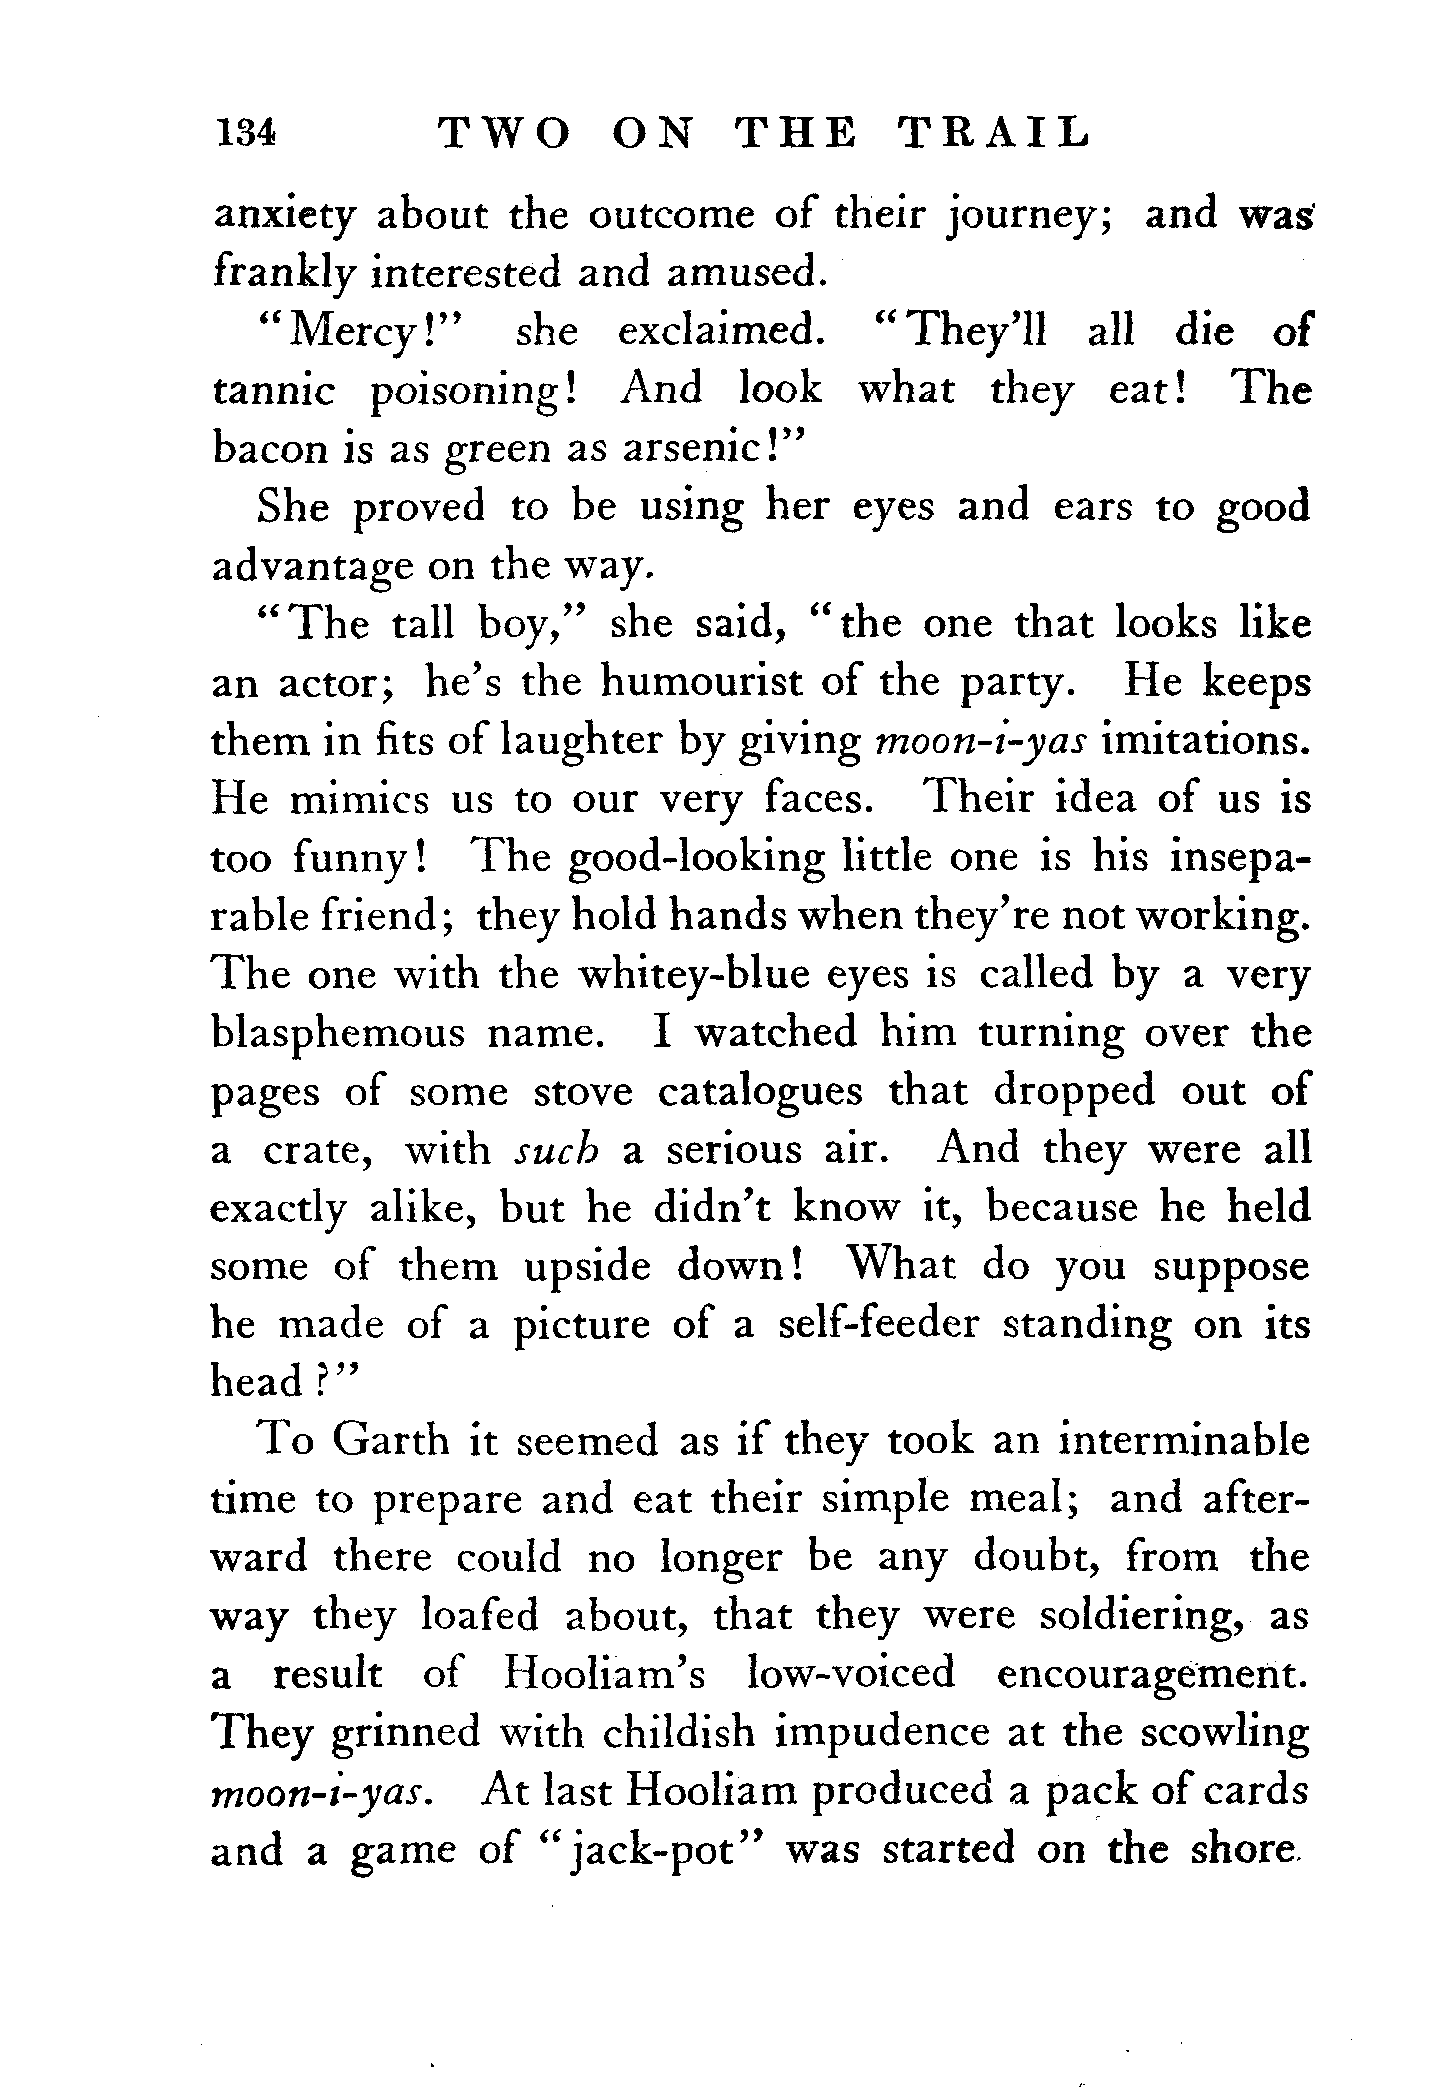 134 TWO ON THE TRAIL
anxiety about the outcome of their journey; and was
frankly interested and amused.
"Mercy!" she exclaimed. "They'll all die of
tannic poisoning! And look what they eat! The
bacon is as green as arsenic!"
She proved to be using her eyes and ears to good
advantage on the way.
"The tall boy," she said, "the one that looks like
an actor; he's the humourist of the party. He keeps
them in fits of laughter by giving moon-i-yas imitations.
He mimics us to our very faces. Their idea of us is
too funny! The good-looking little one is his insepa-
rable friend; they hold hands when they're not working.
The one with the whitey-blue eyes is called by a very
blasphemous name. I watched him turning over the
pages of some stove catalogues that dropped out of
a crate, with such a serious air. And they were all
exactly alike, but he didn't know it, because he held
some of them upside down! What do you suppose
he made of a picture of a self-feeder standing on its
head?"
To Garth it seemed as if they took an interminable
time to prepare and eat their simple meal; and after-
ward there could no longer be any doubt, from the
way they loafed about, that they were soldiering, as
a result of Hooliam's low-voiced encouragement.
They grinned with childish impudence at the scowling
moon-i-yas. At last Hooliam produced a pack of cards
and a game of "jack-pot" was started on the shore.